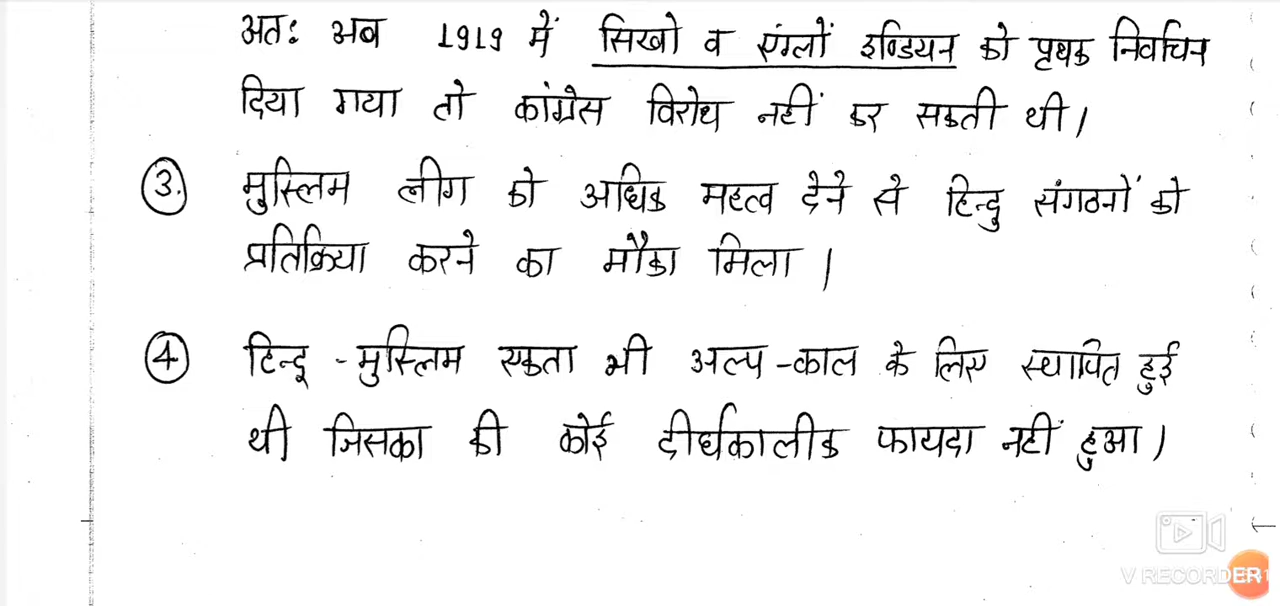 अतः अब 1919 में सिखो व एंग्लों इण्डियन को पृथक निर्वाचन
दिया गया तो कांग्रेस विरोध नहीं कर सकती थी।
3. मुस्लिम लीग को अधिक महत्व देने से हिन्दु संगठनों को
प्रतिक्रिया करने का मौका मिला।
4. हिन्दू - मुस्लिम एकता भी अल्प - काल के लिए स्थापित हुई
थी जिसका की कोई दीर्घकालीक फायदा नहीं हुआ।
V RECORDER